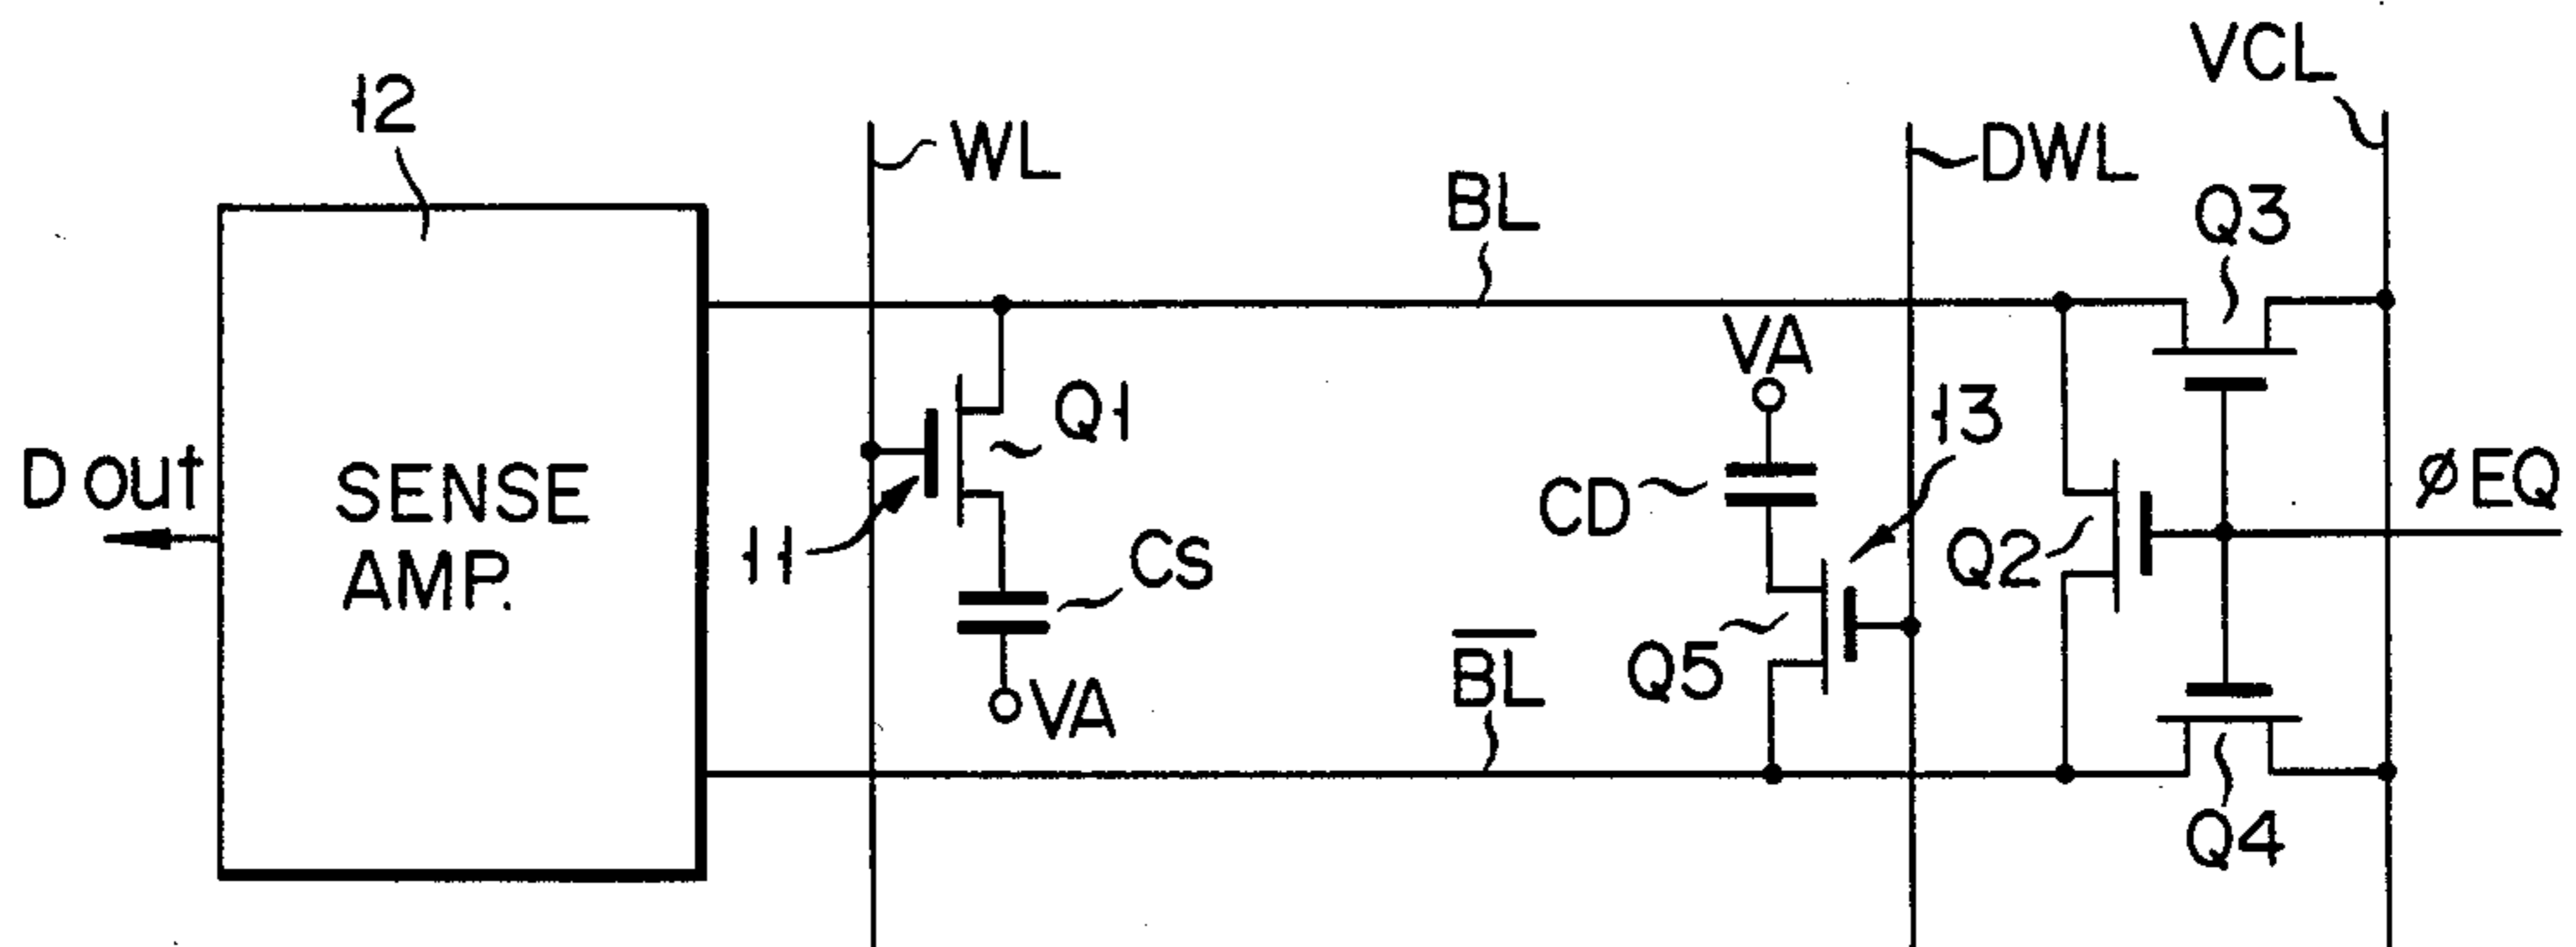 VCL
12
WL
DWL
BL
Q3
VA
Q1
13
D out
SENSE
AMP.
CD
Q2
øEQ
11
CS
Q5
B̅L̅
VA
Q4